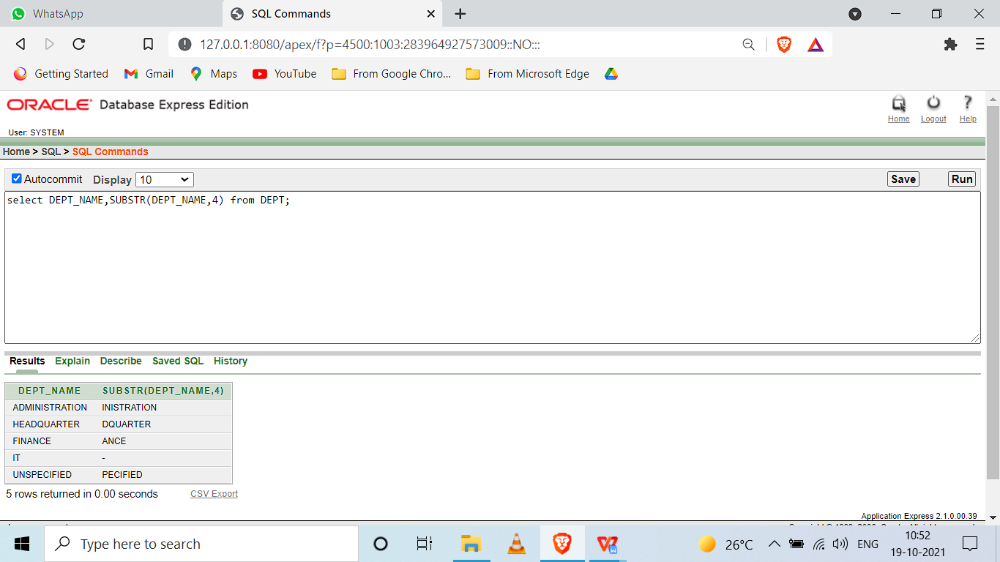 WhatsApp
SQL Commands
127.0.0.1:8080/apex/f?p=4500:1003:283964927573009::NO:::
Getting Started Gmail Maps YouTube From Google Chro... From Microsoft Edge
ORACLE Database Express Edition
Home Logout Help
User: SYSTEM
Home > SQL > SQL Commands
Autocommit Display 10 Save Run
select DEPT_NAME,SUBSTR(DEPT_NAME,4) from DEPT;
Results Explain Describe Saved SQL History
DEPT_NAME SUBSTR(DEPT_NAME,4)
ADMINISTRATION INISTRATION
HEADQUARTER DQUARTER
FINANCE ANCE
IT -
UNSPECIFIED PECIFIED
5 rows returned in 0.00 seconds CSV Export
Application Express 2.1.0.00.39
Type here to search
26°C ENG
10:52
19-10-2021